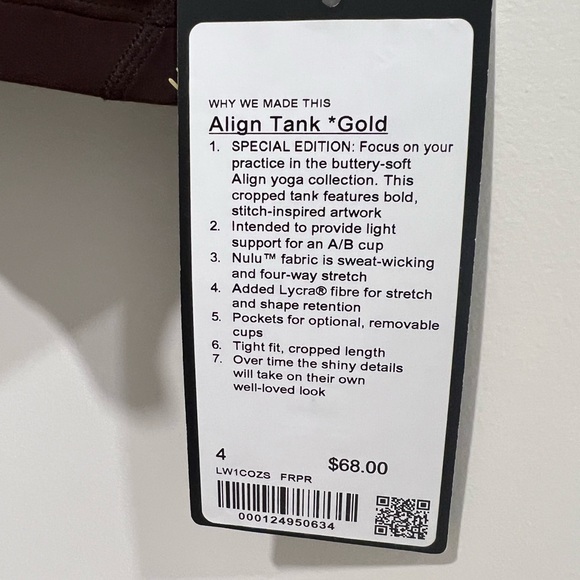 WHY WE MADE THIS
Align Tank *Gold
1. SPECIAL EDITION: Focus on your
practice in the buttery-soft
Align yoga collection. This
cropped tank features bold,
stitch-inspired artwork
2. Intended to provide light
support for an A/B cup
3. Nulu™ fabric is sweat-wicking
and four-way stretch
4. Added Lycra® fibre for stretch
and shape retention
5. Pockets for optional, removable
cups
6. Tight fit, cropped length
7. Over time the shiny details
will take on their own
well-loved look
4 $68.00
LW1COZS FRPR
000124950634